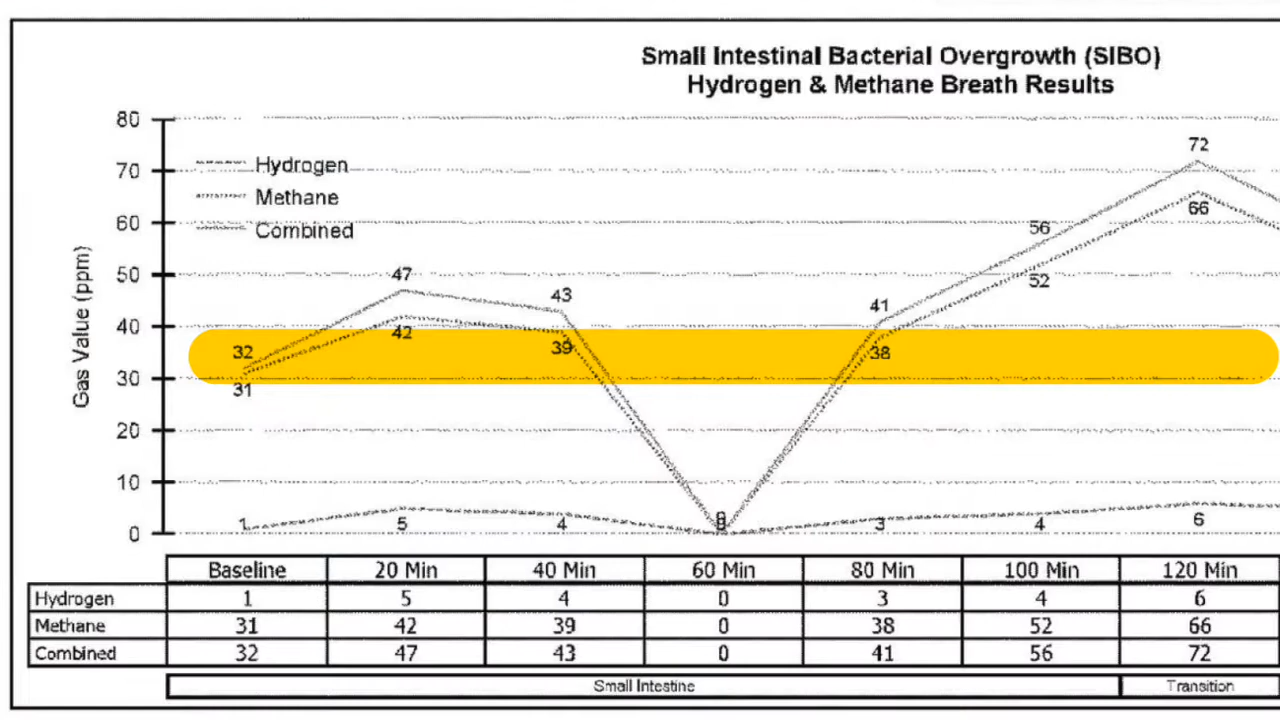 Small Intestinal Bacterial Overgrowth (SIBO)
Hydrogen & Methane Breath Results
Gas Value (ppm)
80
70
60
50
40
30
20
10
0
Hydrogen
Methane
Combined
32 47 43 0 41 56 72
31 42 39 0 38 52 66
1 5 4 0 3 4 6
Baseline 20 Min 40 Min 60 Min 80 Min 100 Min 120 Min
Hydrogen 1 5 4 0 3 4 6
Methane 31 42 39 0 38 52 66
Combined 32 47 43 0 41 56 72
Small Intestine Transition